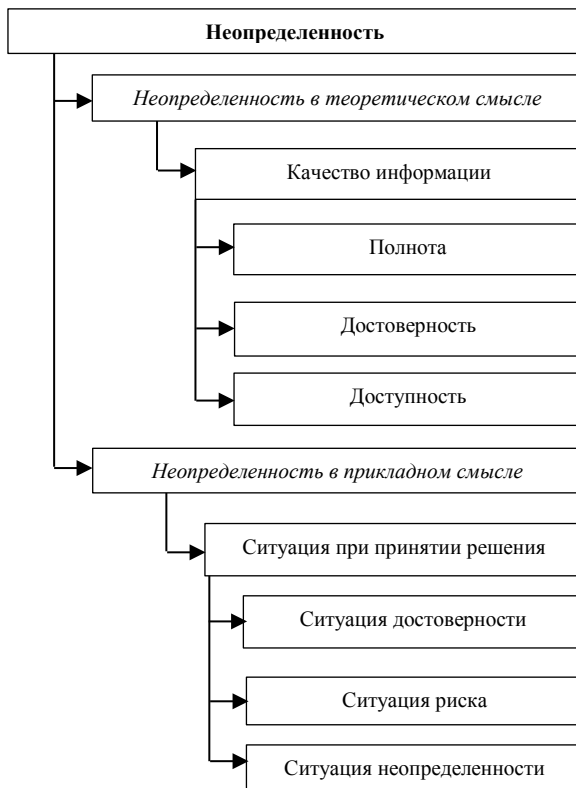 Неопределенность
Неопределенность в теоретическом смысле
Качество информации
Полнота
Достоверность
Доступность
Неопределенность в прикладном смысле
Ситуация при принятии решения
Ситуация достоверности
Ситуация риска
Ситуация неопределенности